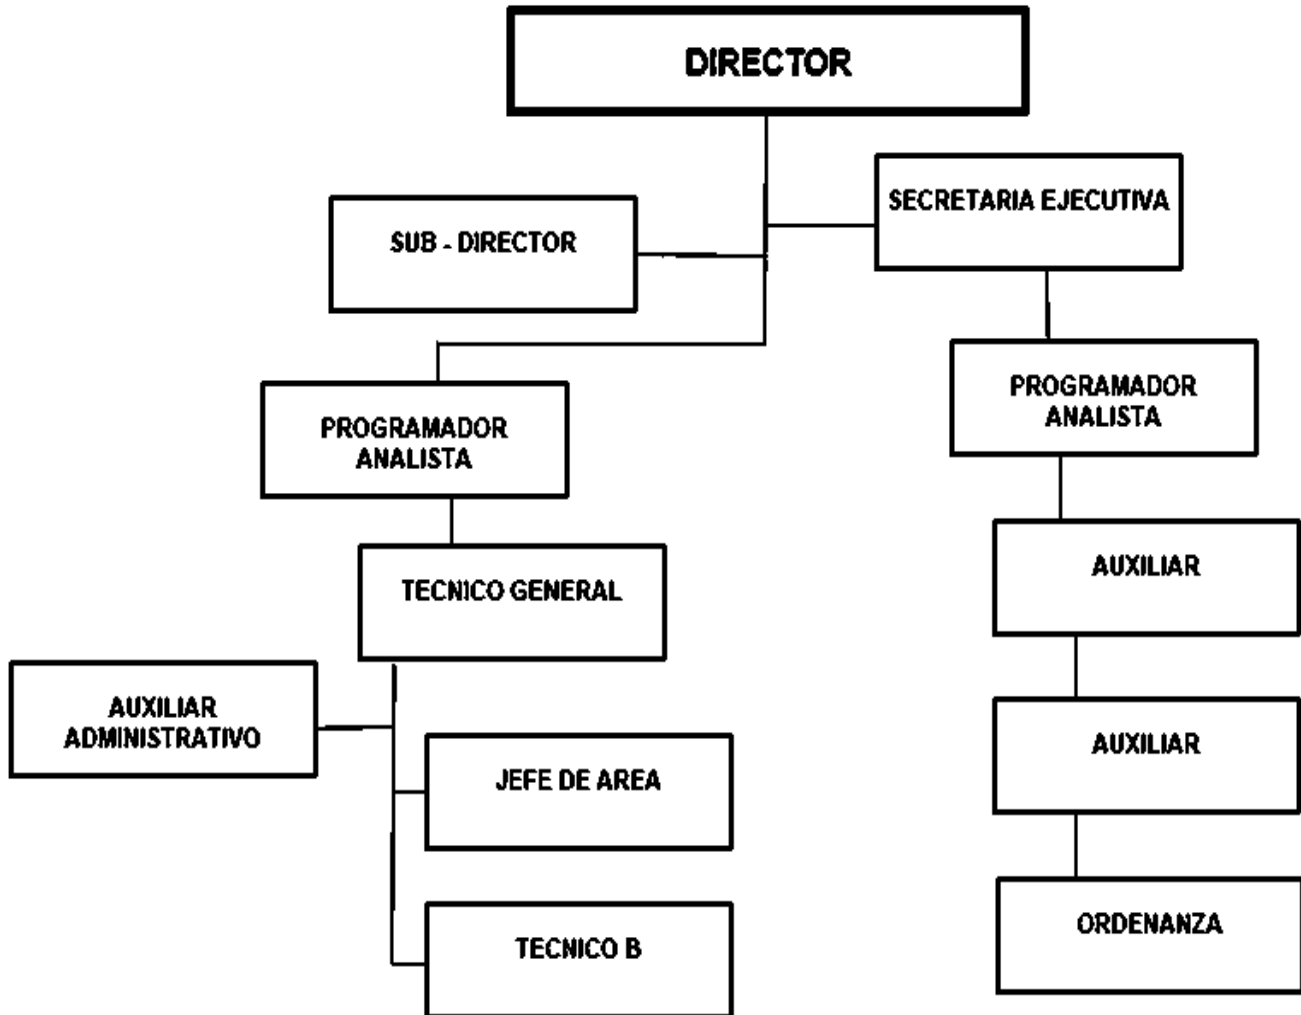 DIRECTOR
SECRETARIA EJECUTIVA
SUB - DIRECTOR
PROGRAMADOR
ANALISTA
PROGRAMADOR
ANALISTA
TECNICO GENERAL
AUXILIAR
AUXILIAR
ADMINISTRATIVO
AUXILIAR
JEFE DE AREA
TECNICO B
ORDENANZA